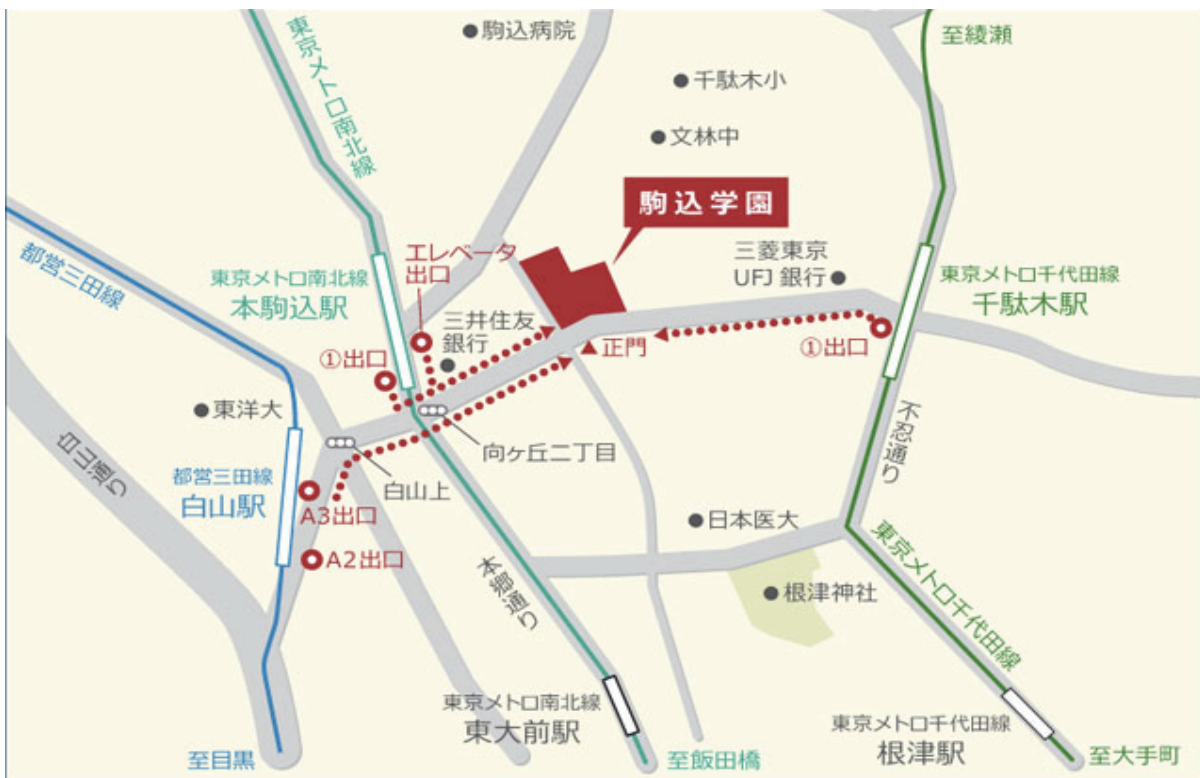 駒込病院
東京メトロ南北線
至綾瀬
千駄木小
文林中
駒込学園
都営三田線
エレベータ
出口
三菱東京
UFJ銀行
東京メトロ南北線
本駒込駅
東京メトロ千代田線
千駄木駅
三井住友
銀行
正門
①出口
①出口
東洋大
不忍通り
白山通り
向ヶ丘二丁目
都営三田線
白山駅
白山上
A3出口
日本医大
A2出口
本郷通り
根津神社
東京メトロ千代田線
東京メトロ南北線
東大前駅
東京メトロ千代田線
根津駅
至目黒
至飯田橋
至大手町